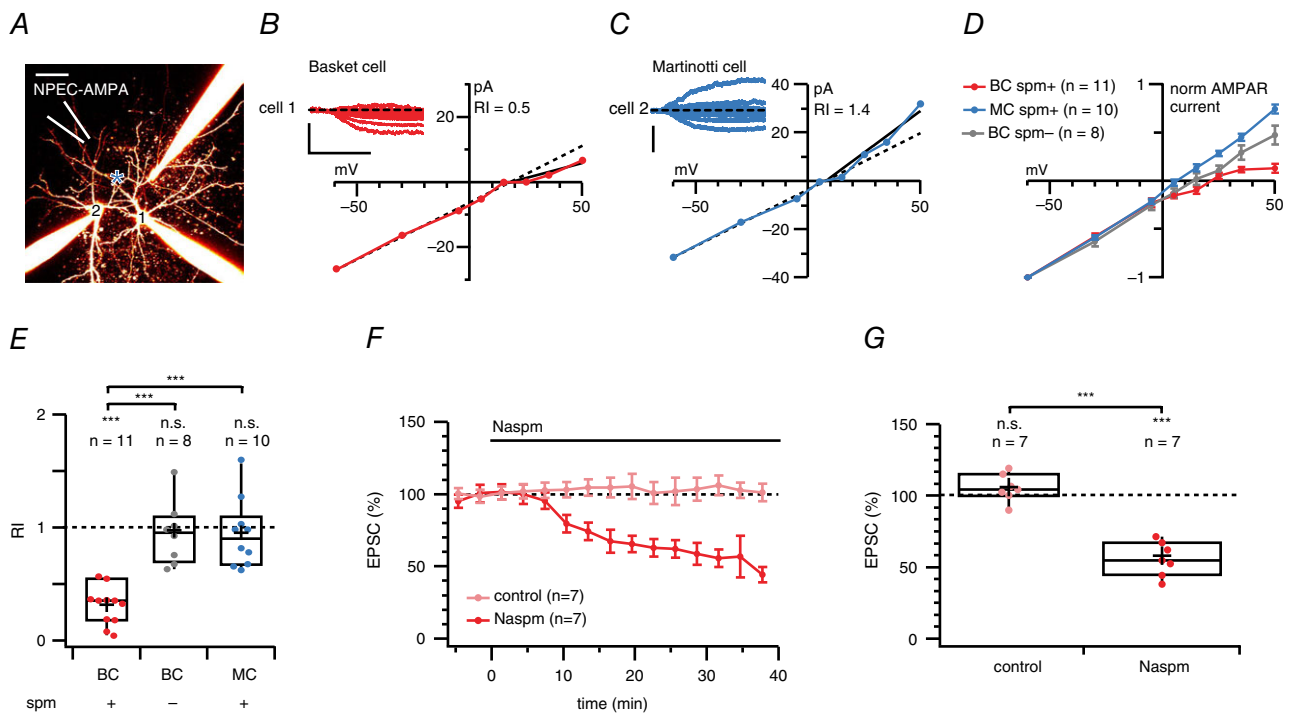 A
NPEC-AMPA
*
2
1
B
Basket cell
cell 1
pA
RI = 0.5
20
mV
−50
50
−20
C
Martinotti cell
cell 2
40
pA
RI = 1.4
20
mV
−50
50
−20
−40
D
BC spm+ (n = 11)
MC spm+ (n = 10)
BC spm− (n = 8)
1
norm AMPAR
current
0
−50
50
−1
E
***
***
*** n.s. n.s.
n = 11 n = 8 n = 10
2
1
0
RI
BC BC MC
spm + − +
F
Naspm
150
100
50
0
EPSC (%)
control (n=7)
Naspm (n=7)
0 10 20 30 40
time (min)
G
***
n.s. ***
n = 7 n = 7
150
100
50
0
EPSC (%)
control Naspm